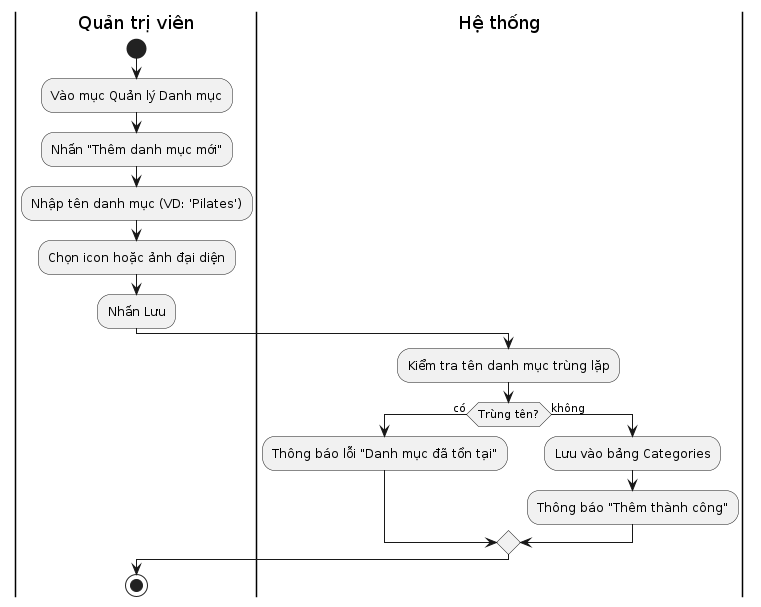 Quản trị viên
Hệ thống
Vào mục Quản lý Danh mục
Nhấn "Thêm danh mục mới"
Nhập tên danh mục (VD: 'Pilates')
Chọn icon hoặc ảnh đại diện
Nhấn Lưu
Kiểm tra tên danh mục trùng lặp
có
Trùng tên?
không
Thông báo lỗi "Danh mục đã tồn tại"
Lưu vào bảng Categories
Thông báo "Thêm thành công"